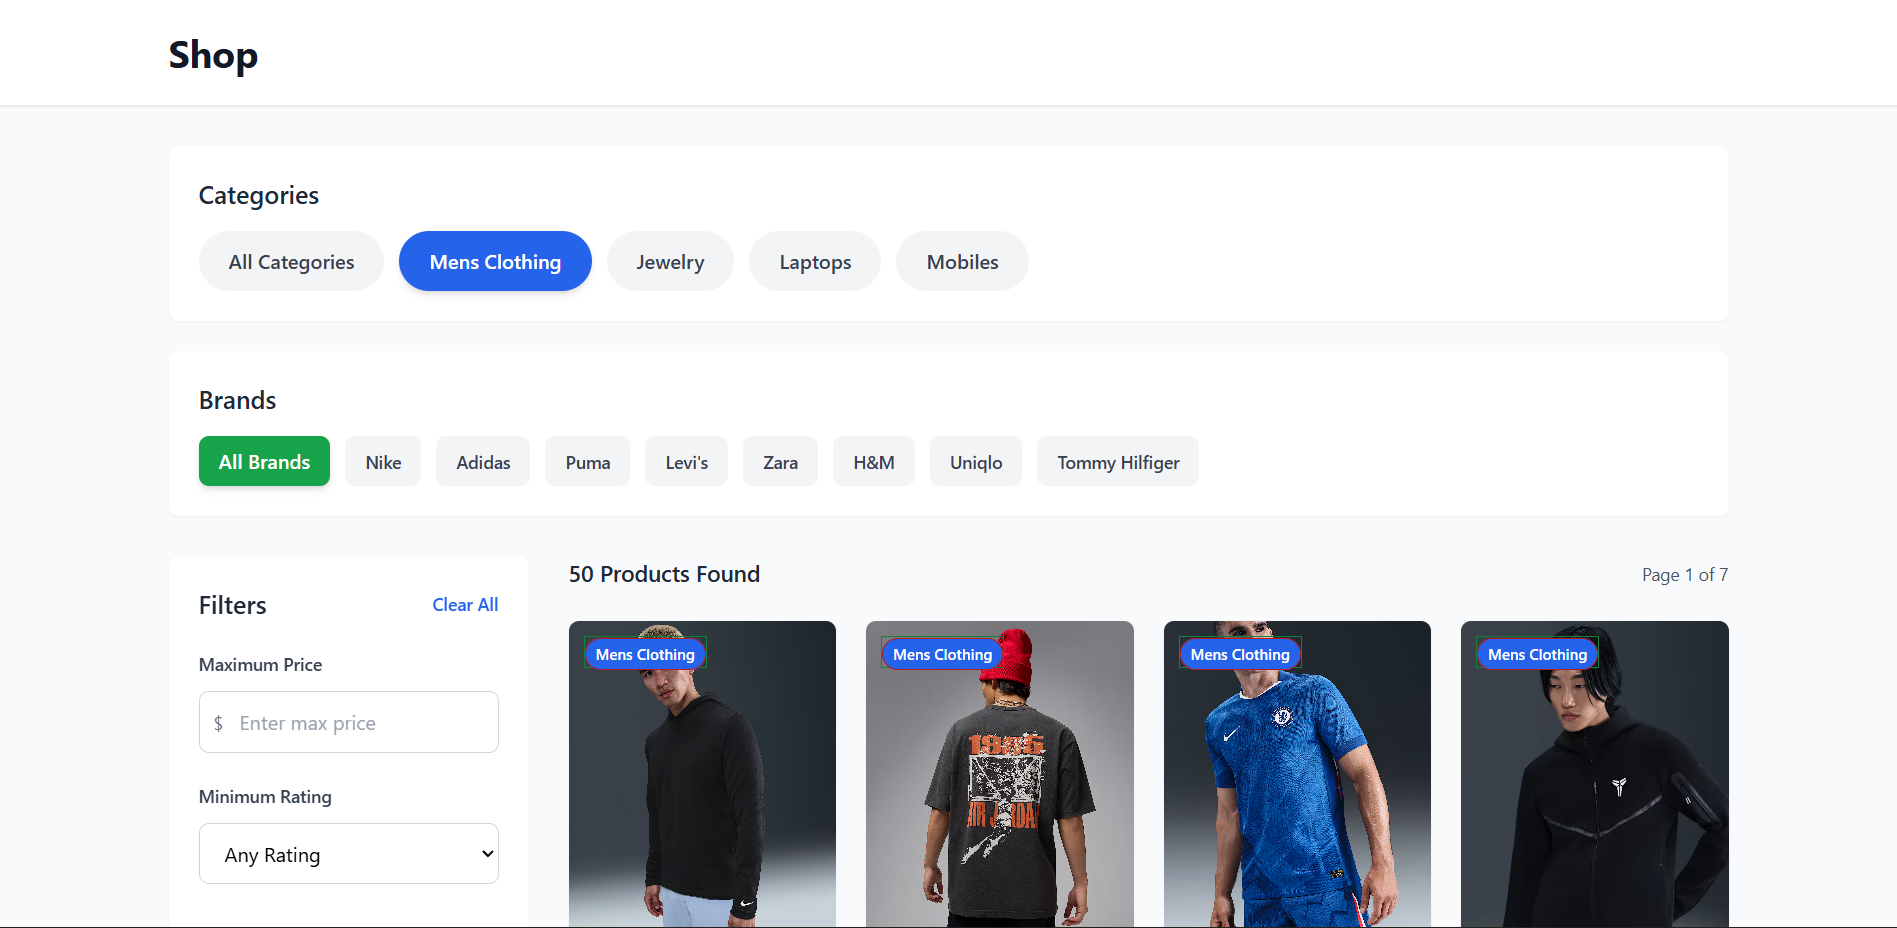 Shop
Categories
All Categories
Mens Clothing
Jewelry
Laptops
Mobiles
Brands
All Brands
Nike
Adidas
Puma
Levi's
Zara
H&M
Uniqlo
Tommy Hilfiger
Filters
Clear All
Maximum Price
$ Enter max price
Minimum Rating
Any Rating
50 Products Found
Page 1 of 7
Mens Clothing
Mens Clothing
Mens Clothing
Mens Clothing